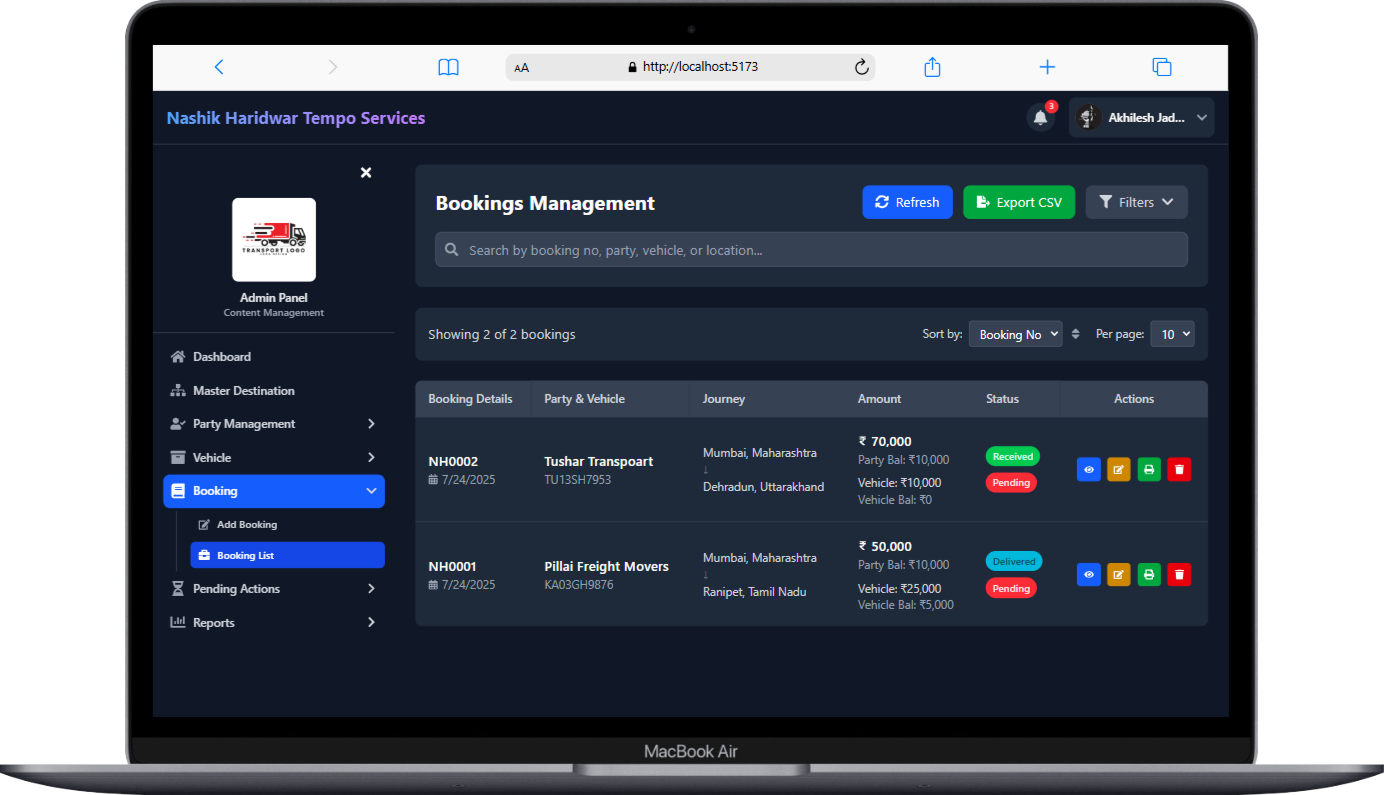 AA
http://localhost:5173
Nashik Haridwar Tempo Services
3
Akhilesh Jad...
TRANSPORT LOGO
Admin Panel
Content Management
Dashboard
Master Destination
Party Management
Vehicle
Booking
Add Booking
Booking List
Pending Actions
Reports
Bookings Management
Refresh
Export CSV
Filters
Search by booking no, party, vehicle, or location...
Showing 2 of 2 bookings
Sort by: Booking No
Per page: 10
Booking Details Party & Vehicle Journey Amount Status Actions
NH0002
7/24/2025
Tushar Transpoart
TU13SH7953
Mumbai, Maharashtra
↓
Dehradun, Uttarakhand
₹ 70,000
Party Bal: ₹10,000
Vehicle: ₹10,000
Vehicle Bal: ₹0
Received
Pending
NH0001
7/24/2025
Pillai Freight Movers
KA03GH9876
Mumbai, Maharashtra
↓
Ranipet, Tamil Nadu
₹ 50,000
Party Bal: ₹10,000
Vehicle: ₹25,000
Vehicle Bal: ₹5,000
Delivered
Pending
MacBook Air